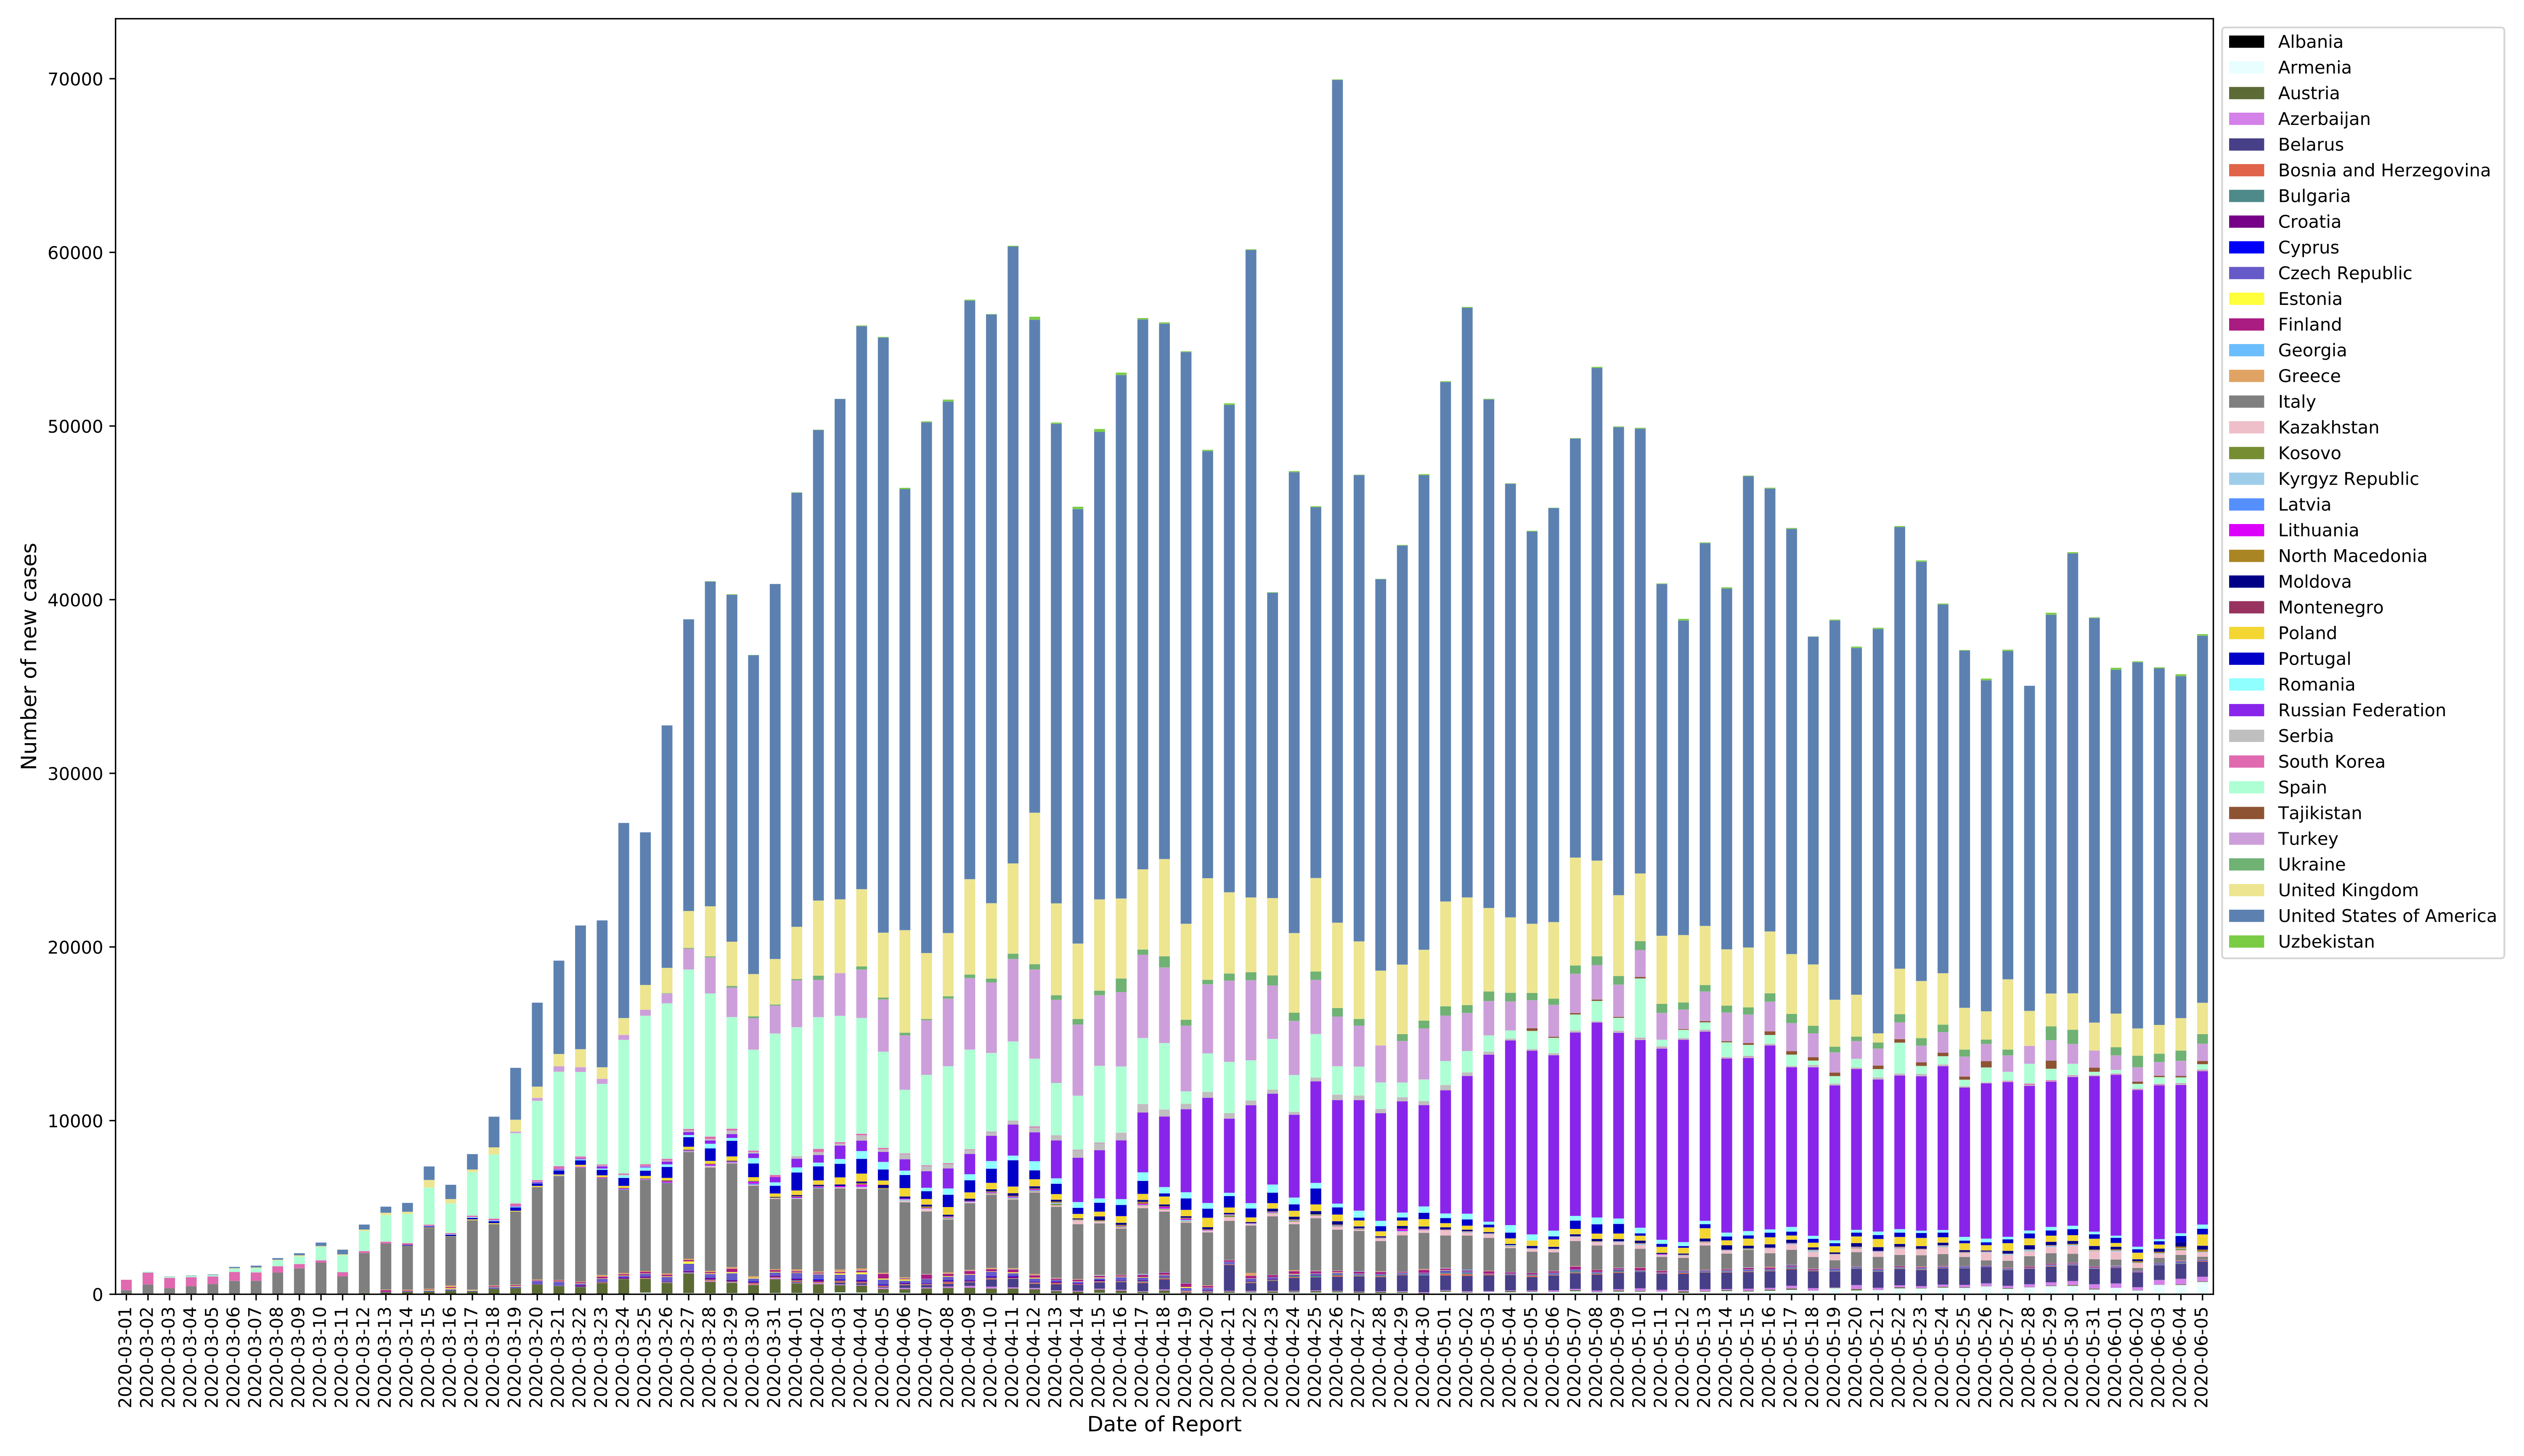 70000
60000
50000
40000
30000
20000
10000
0
Number of new cases
2020-03-01
2020-03-02
2020-03-03
2020-03-04
2020-03-05
2020-03-06
2020-03-07
2020-03-08
2020-03-09
2020-03-10
2020-03-11
2020-03-12
2020-03-13
2020-03-14
2020-03-15
2020-03-16
2020-03-17
2020-03-18
2020-03-19
2020-03-20
2020-03-21
2020-03-22
2020-03-23
2020-03-24
2020-03-25
2020-03-26
2020-03-27
2020-03-28
2020-03-29
2020-03-30
2020-03-31
2020-04-01
2020-04-02
2020-04-03
2020-04-04
2020-04-05
2020-04-06
2020-04-07
2020-04-08
2020-04-09
2020-04-10
2020-04-11
2020-04-12
2020-04-13
2020-04-14
2020-04-15
2020-04-16
2020-04-17
2020-04-18
2020-04-19
2020-04-20
2020-04-21
2020-04-22
2020-04-23
2020-04-24
2020-04-25
2020-04-26
2020-04-27
2020-04-28
2020-04-29
2020-04-30
2020-05-01
2020-05-02
2020-05-03
2020-05-04
2020-05-05
2020-05-06
2020-05-07
2020-05-08
2020-05-09
2020-05-10
2020-05-11
2020-05-12
2020-05-13
2020-05-14
2020-05-15
2020-05-16
2020-05-17
2020-05-18
2020-05-19
2020-05-20
2020-05-21
2020-05-22
2020-05-23
2020-05-24
2020-05-25
2020-05-26
2020-05-27
2020-05-28
2020-05-29
2020-05-30
2020-05-31
2020-06-01
2020-06-02
2020-06-03
2020-06-04
2020-06-05
Date of Report
Albania
Armenia
Austria
Azerbaijan
Belarus
Bosnia and Herzegovina
Bulgaria
Croatia
Cyprus
Czech Republic
Estonia
Finland
Georgia
Greece
Italy
Kazakhstan
Kosovo
Kyrgyz Republic
Latvia
Lithuania
North Macedonia
Moldova
Montenegro
Poland
Portugal
Romania
Russian Federation
Serbia
South Korea
Spain
Tajikistan
Turkey
Ukraine
United Kingdom
United States of America
Uzbekistan